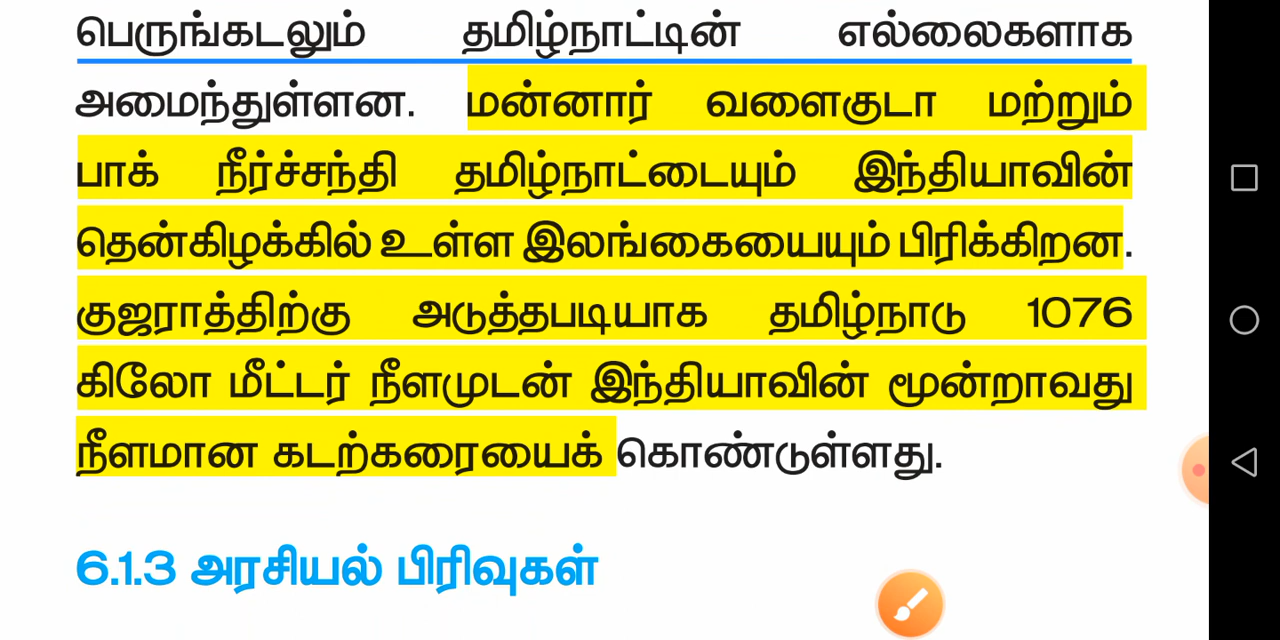 பெருங்கடலும் தமிழ்நாட்டின் எல்லைகளாக
அமைந்துள்ளன. மன்னார் வளைகுடா மற்றும்
பாக் நீர்ச்சந்தி தமிழ்நாட்டையும் இந்தியாவின்
தென்கிழக்கில் உள்ள இலங்கையையும் பிரிக்கிறன.
குஜராத்திற்கு அடுத்தபடியாக தமிழ்நாடு 1076
கிலோ மீட்டர் நீளமுடன் இந்தியாவின் மூன்றாவது
நீளமான கடற்கரையைக் கொண்டுள்ளது.
6.1.3 அரசியல் பிரிவுகள்